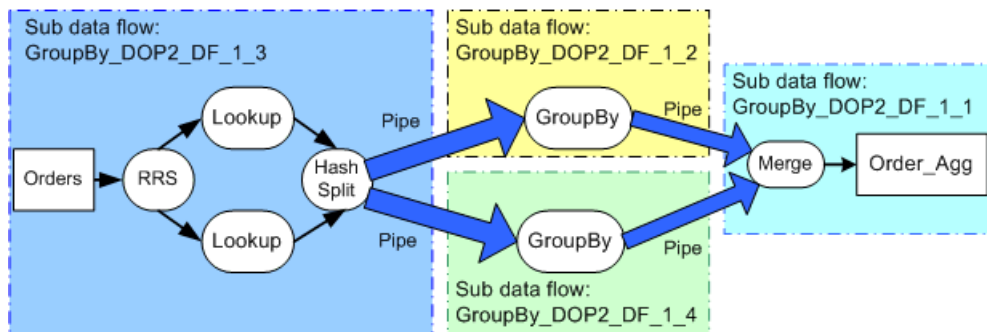 Sub data flow:
GroupBy_DOP2_DF_1_3
Orders
RRS
Lookup
Lookup
Hash
Split
Pipe
Pipe
Sub data flow:
GroupBy_DOP2_DF_1_2
GroupBy
Pipe
GroupBy
Pipe
Sub data flow:
GroupBy_DOP2_DF_1_4
Sub data flow:
GroupBy_DOP2_DF_1_1
Merge
Order_Agg